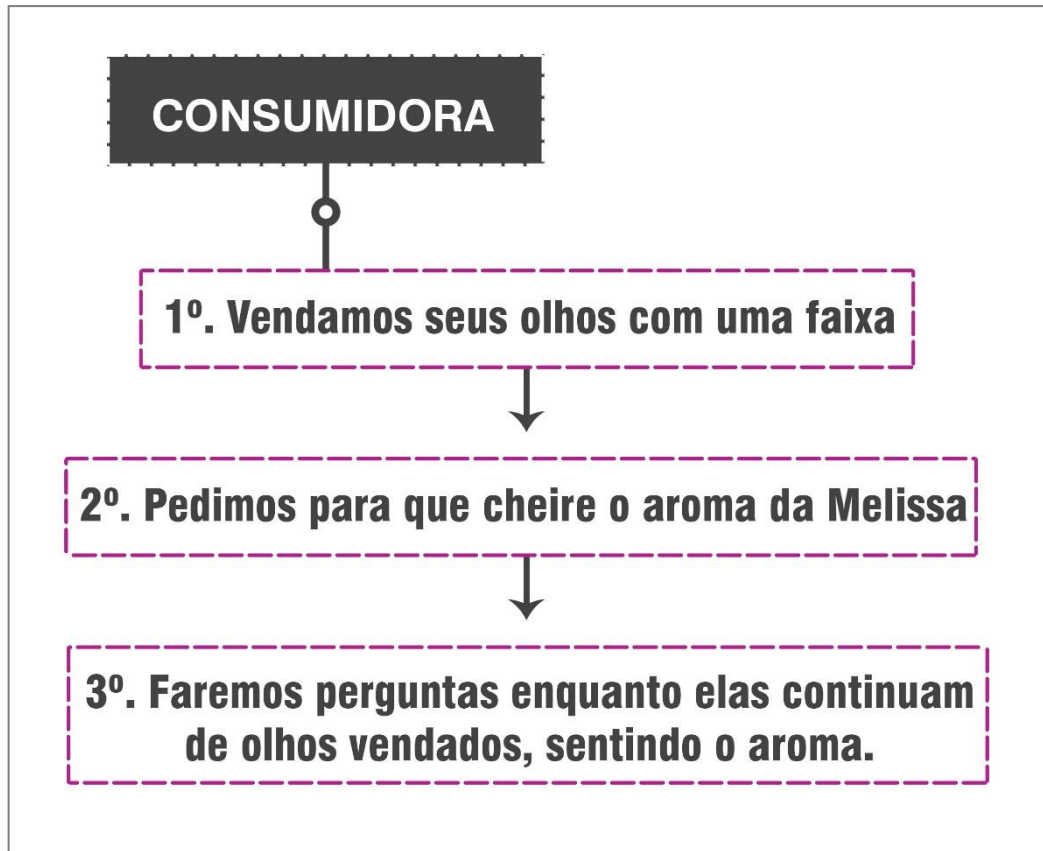 CONSUMIDORA
1º. Vendamos seus olhos com uma faixa
2º. Pedimos para que cheire o aroma da Melissa
3º. Faremos perguntas enquanto elas continuam
de olhos vendados, sentindo o aroma.